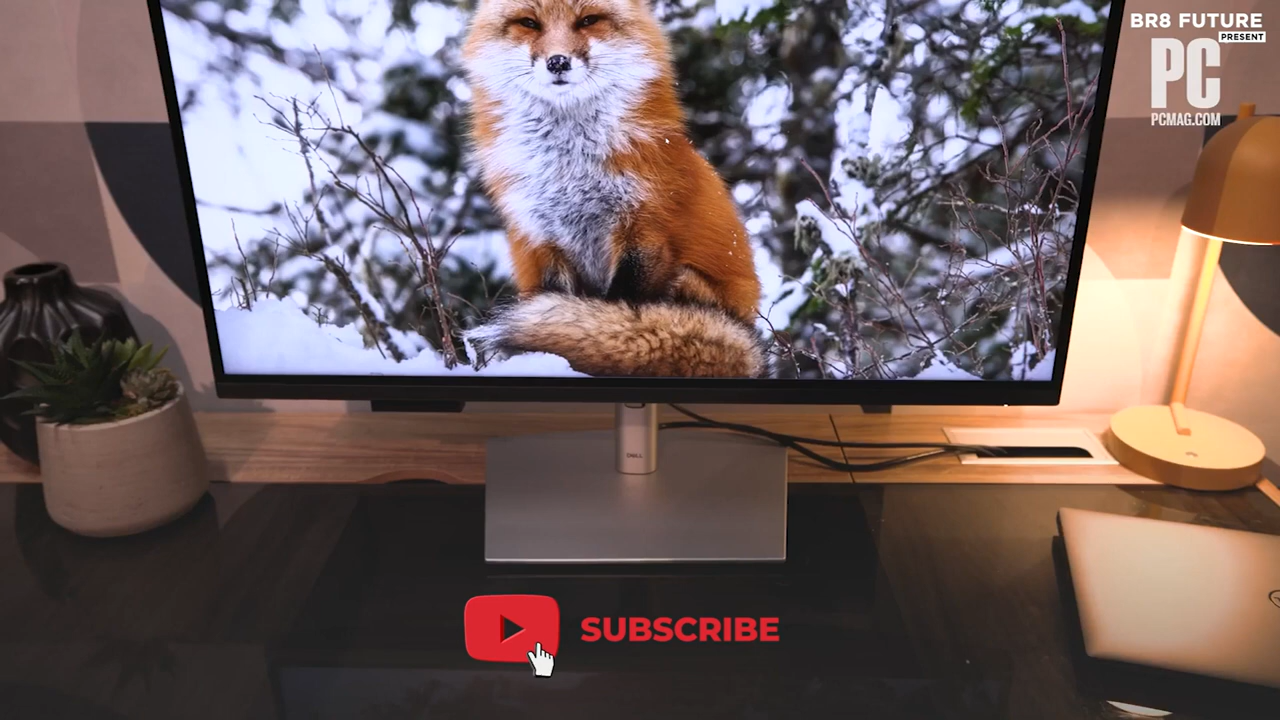 BR8 FUTURE
PRESENT
PC
PCMAG.COM
DELL
SUBSCRIBE